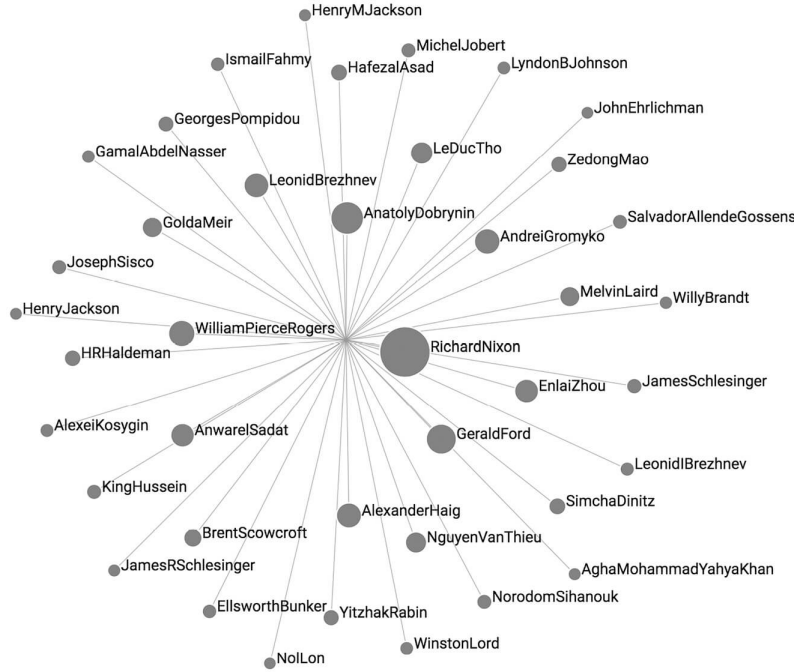 HenryMJackson
MichelJobert
IsmailFahmy
HafezalAsad
LyndonBJohnson
JohnEhrlichman
GeorgesPompidou
GamalAbdelNasser
LeDucTho
ZedongMao
LeonidBrezhnev
AnatolyDobrynin
GoldaMeir
SalvadorAllendeGossens
AndreiGromyko
JosephSisco
MelvinLaird
WillyBrandt
HenryJackson
WilliamPierceRogers
RichardNixon
HRHaldeman
EnlaiZhou
JamesSchlesinger
AlexeiKosygin
AnwarelSadat
GeraldFord
LeonidIBrezhnev
KingHussein
SimchaDinitz
AlexanderHaig
BrentScowcroft
NguyenVanThieu
JamesRSchlesinger
AghaMohammadYahyaKhan
NorodomSihanouk
EllsworthBunker
YitzhakRabin
WinstonLord
NolLon